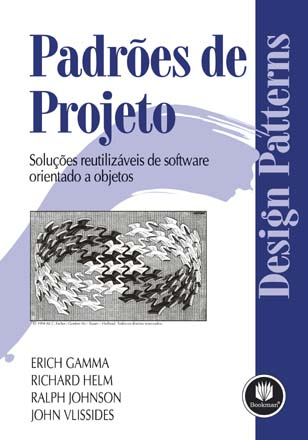 Padrões de
Projeto
Soluções reutilizáveis de software
orientado a objetos
Design Patterns
© 1994 M.C. Escher / Cordon Art - Baarn - Holland. Todos os direitos reservados.
ERICH GAMMA
RICHARD HELM
RALPH JOHNSON
JOHN VLISSIDES
Bookman